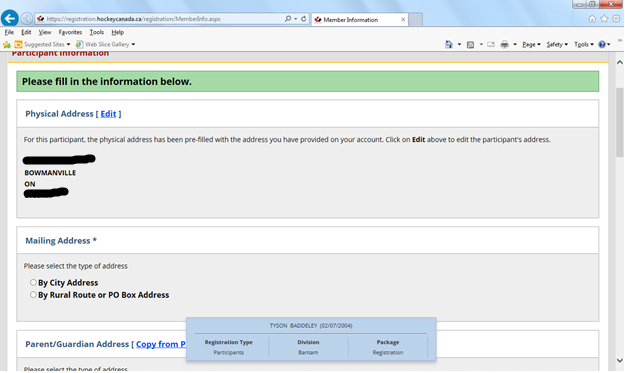 https://registration.hockeycanada.ca/registration/MemberInfo.aspx
Member Information
File Edit View Favorites Tools Help
Suggested Sites Web Slice Gallery
Page Safety Tools
Participant Information
Please fill in the information below.
Physical Address [ Edit ]
For this participant, the physical address has been pre-filled with the address you have provided on your account. Click on Edit above to edit the participant's address.
BOWMANVILLE
ON
Mailing Address *
Please select the type of address
By City Address
By Rural Route or PO Box Address
TYSON BADDELEY (02/07/2004)
Registration Type Division Package
Participants Bantam Registration
Parent/Guardian Address [ Copy from P
Please select the type of address